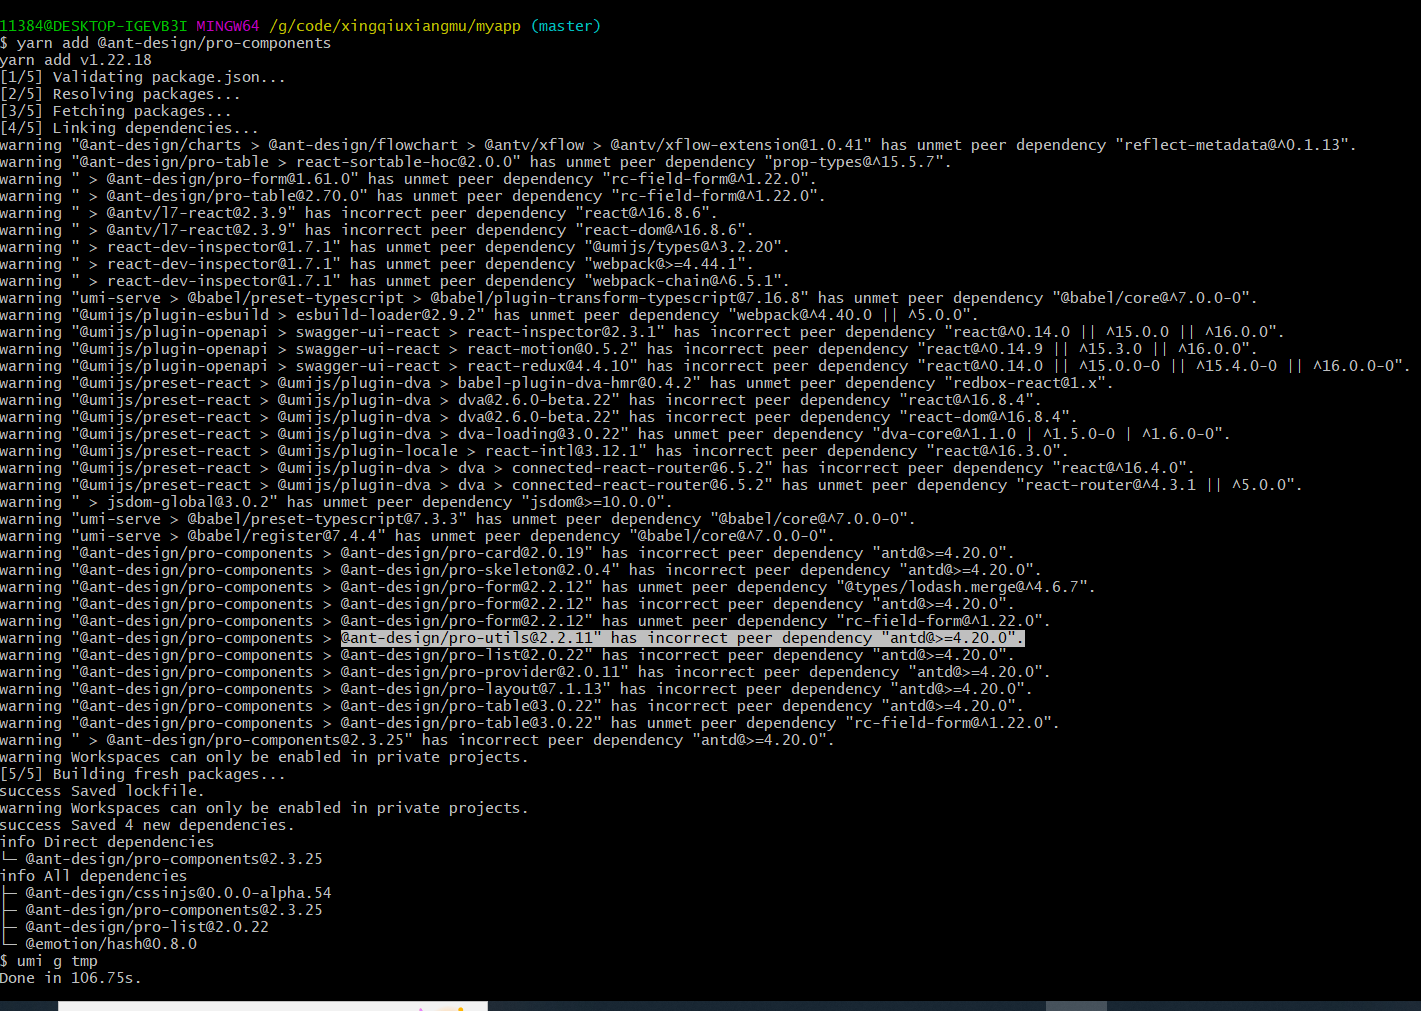 11384@DESKTOP-IGEVB3I MINGW64 /g/code/xingqiuxiangmu/myapp (master)
$ yarn add @ant-design/pro-components
yarn add v1.22.18
[1/5] Validating package.json...
[2/5] Resolving packages...
[3/5] Fetching packages...
[4/5] Linking dependencies...
warning "@ant-design/charts > @ant-design/flowchart > @antv/xflow > @antv/xflow-extension@1.0.41" has unmet peer dependency "reflect-metadata@^0.1.13".
warning "@ant-design/pro-table > react-sortable-hoc@2.0.0" has unmet peer dependency "prop-types@^15.5.7".
warning " > @ant-design/pro-form@1.61.0" has unmet peer dependency "rc-field-form@^1.22.0".
warning " > @ant-design/pro-table@2.70.0" has unmet peer dependency "rc-field-form@^1.22.0".
warning " > @antv/l7-react@2.3.9" has incorrect peer dependency "react@^16.8.6".
warning " > @antv/l7-react@2.3.9" has incorrect peer dependency "react-dom@^16.8.6".
warning " > react-dev-inspector@1.7.1" has unmet peer dependency "@umijs/types@^3.2.20".
warning " > react-dev-inspector@1.7.1" has unmet peer dependency "webpack@>=4.44.1".
warning " > react-dev-inspector@1.7.1" has unmet peer dependency "webpack-chain@^6.5.1".
warning "umi-serve > @babel/preset-typescript > @babel/plugin-transform-typescript@7.16.8" has unmet peer dependency "@babel/core@^7.0.0-0".
warning "@umijs/plugin-esbuild > esbuild-loader@2.9.2" has unmet peer dependency "webpack@^4.40.0 || ^5.0.0".
warning "@umijs/plugin-openapi > swagger-ui-react > react-inspector@2.3.1" has incorrect peer dependency "react@^0.14.0 || ^15.0.0 || ^16.0.0".
warning "@umijs/plugin-openapi > swagger-ui-react > react-motion@0.5.2" has incorrect peer dependency "react@^0.14.9 || ^15.3.0 || ^16.0.0".
warning "@umijs/plugin-openapi > swagger-ui-react > react-redux@4.4.10" has incorrect peer dependency "react@^0.14.0 || ^15.0.0-0 || ^15.4.0-0 || ^16.0.0-0".
warning "@umijs/preset-react > @umijs/plugin-dva > babel-plugin-dva-hmr@0.4.2" has unmet peer dependency "redbox-react@1.x".
warning "@umijs/preset-react > @umijs/plugin-dva > dva@2.6.0-beta.22" has incorrect peer dependency "react@^16.8.4".
warning "@umijs/preset-react > @umijs/plugin-dva > dva@2.6.0-beta.22" has incorrect peer dependency "react-dom@^16.8.4".
warning "@umijs/preset-react > @umijs/plugin-dva > dva-loading@3.0.22" has unmet peer dependency "dva-core@^1.1.0 | ^1.5.0-0 | ^1.6.0-0".
warning "@umijs/preset-react > @umijs/plugin-locale > react-intl@3.12.1" has incorrect peer dependency "react@^16.3.0".
warning "@umijs/preset-react > @umijs/plugin-dva > dva > connected-react-router@6.5.2" has incorrect peer dependency "react@^16.4.0".
warning "@umijs/preset-react > @umijs/plugin-dva > dva > connected-react-router@6.5.2" has unmet peer dependency "react-router@^4.3.1 || ^5.0.0".
warning " > jsdom-global@3.0.2" has unmet peer dependency "jsdom@>=10.0.0".
warning "umi-serve > @babel/preset-typescript@7.3.3" has unmet peer dependency "@babel/core@^7.0.0-0".
warning "umi-serve > @babel/register@7.4.4" has unmet peer dependency "@babel/core@^7.0.0-0".
warning "@ant-design/pro-components > @ant-design/pro-card@2.0.19" has incorrect peer dependency "antd@>=4.20.0".
warning "@ant-design/pro-components > @ant-design/pro-skeleton@2.0.4" has incorrect peer dependency "antd@>=4.20.0".
warning "@ant-design/pro-components > @ant-design/pro-form@2.2.12" has unmet peer dependency "@types/lodash.merge@^4.6.7".
warning "@ant-design/pro-components > @ant-design/pro-form@2.2.12" has incorrect peer dependency "antd@>=4.20.0".
warning "@ant-design/pro-components > @ant-design/pro-form@2.2.12" has unmet peer dependency "rc-field-form@^1.22.0".
warning "@ant-design/pro-components > @ant-design/pro-utils@2.2.11" has incorrect peer dependency "antd@>=4.20.0".
warning "@ant-design/pro-components > @ant-design/pro-list@2.0.22" has incorrect peer dependency "antd@>=4.20.0".
warning "@ant-design/pro-components > @ant-design/pro-provider@2.0.11" has incorrect peer dependency "antd@>=4.20.0".
warning "@ant-design/pro-components > @ant-design/pro-layout@7.1.13" has incorrect peer dependency "antd@>=4.20.0".
warning "@ant-design/pro-components > @ant-design/pro-table@3.0.22" has incorrect peer dependency "antd@>=4.20.0".
warning "@ant-design/pro-components > @ant-design/pro-table@3.0.22" has unmet peer dependency "rc-field-form@^1.22.0".
warning " > @ant-design/pro-components@2.3.25" has incorrect peer dependency "antd@>=4.20.0".
warning Workspaces can only be enabled in private projects.
[5/5] Building fresh packages...
success Saved lockfile.
warning Workspaces can only be enabled in private projects.
success Saved 4 new dependencies.
info Direct dependencies
└─ @ant-design/pro-components@2.3.25
info All dependencies
├─ @ant-design/cssinjs@0.0.0-alpha.54
├─ @ant-design/pro-components@2.3.25
├─ @ant-design/pro-list@2.0.22
└─ @emotion/hash@0.8.0
$ umi g tmp
Done in 106.75s.